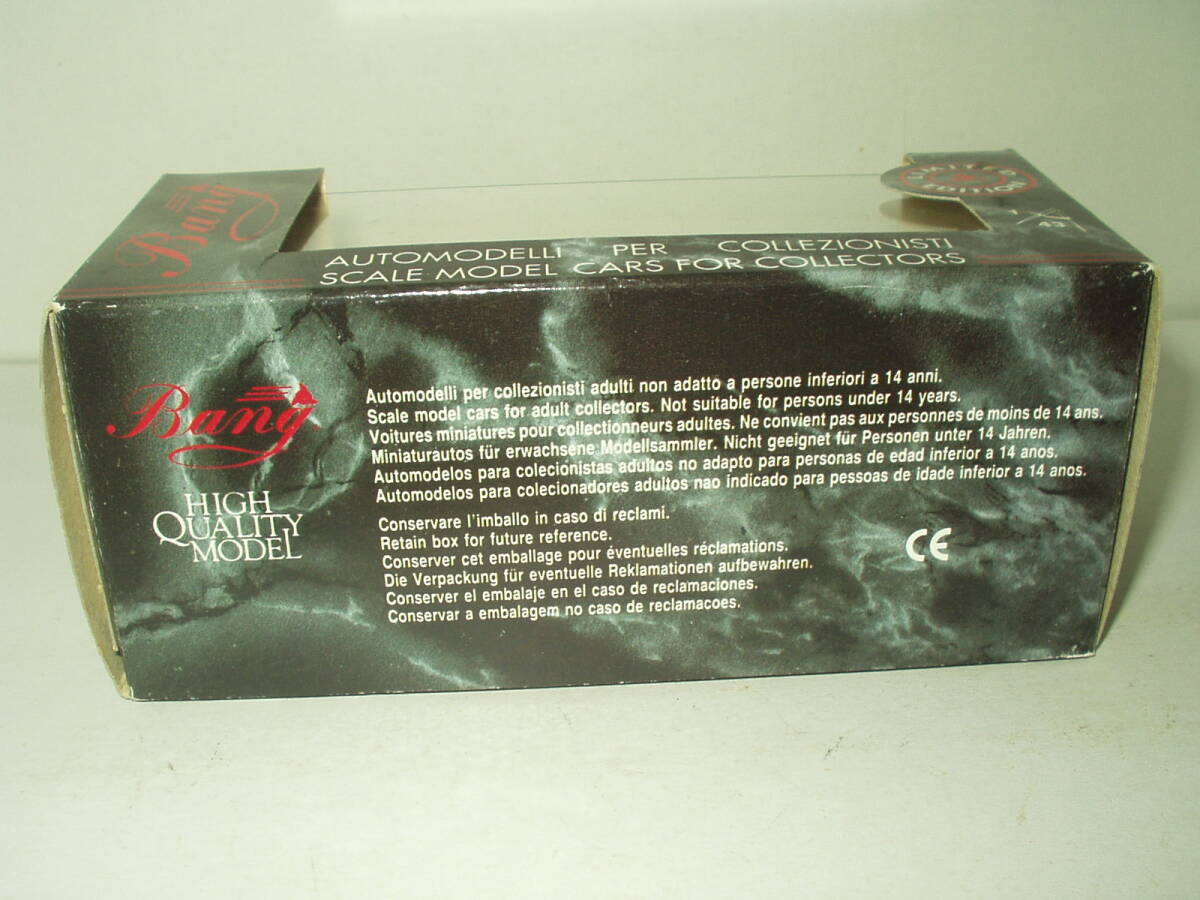 Bang
LIMITED
EDITION
1/43
AUTOMODELLI PER COLLEZIONISTI
SCALE MODEL CARS FOR COLLECTORS
Bang
HIGH
QUALITY
MODEL
Automodelli per collezionisti adulti non adatto a persone inferiori a 14 anni.
Scale model cars for adult collectors. Not suitable for persons under 14 years.
Voitures miniatures pour collectionneurs adultes. Ne convient pas aux personnes de moins de 14 ans.
Miniaturautos für erwachsene Modellsammler. Nicht geeignet für Personen unter 14 Jahren.
Automodelos para colecionistas adultos no adapto para personas de edad inferior a 14 anos.
Automodelos para colecionadores adultos nao indicado para pessoas de idade inferior a 14 anos.
Conservare l'imballo in caso di reclami.
Retain box for future reference.
Conserver cet emballage pour éventuelles réclamations.
Die Verpackung für eventuelle Reklamationen aufbewahren.
Conserver el embalaje en el caso de reclamaciones.
Conservar a embalagem no caso de reclamacoes.
CE